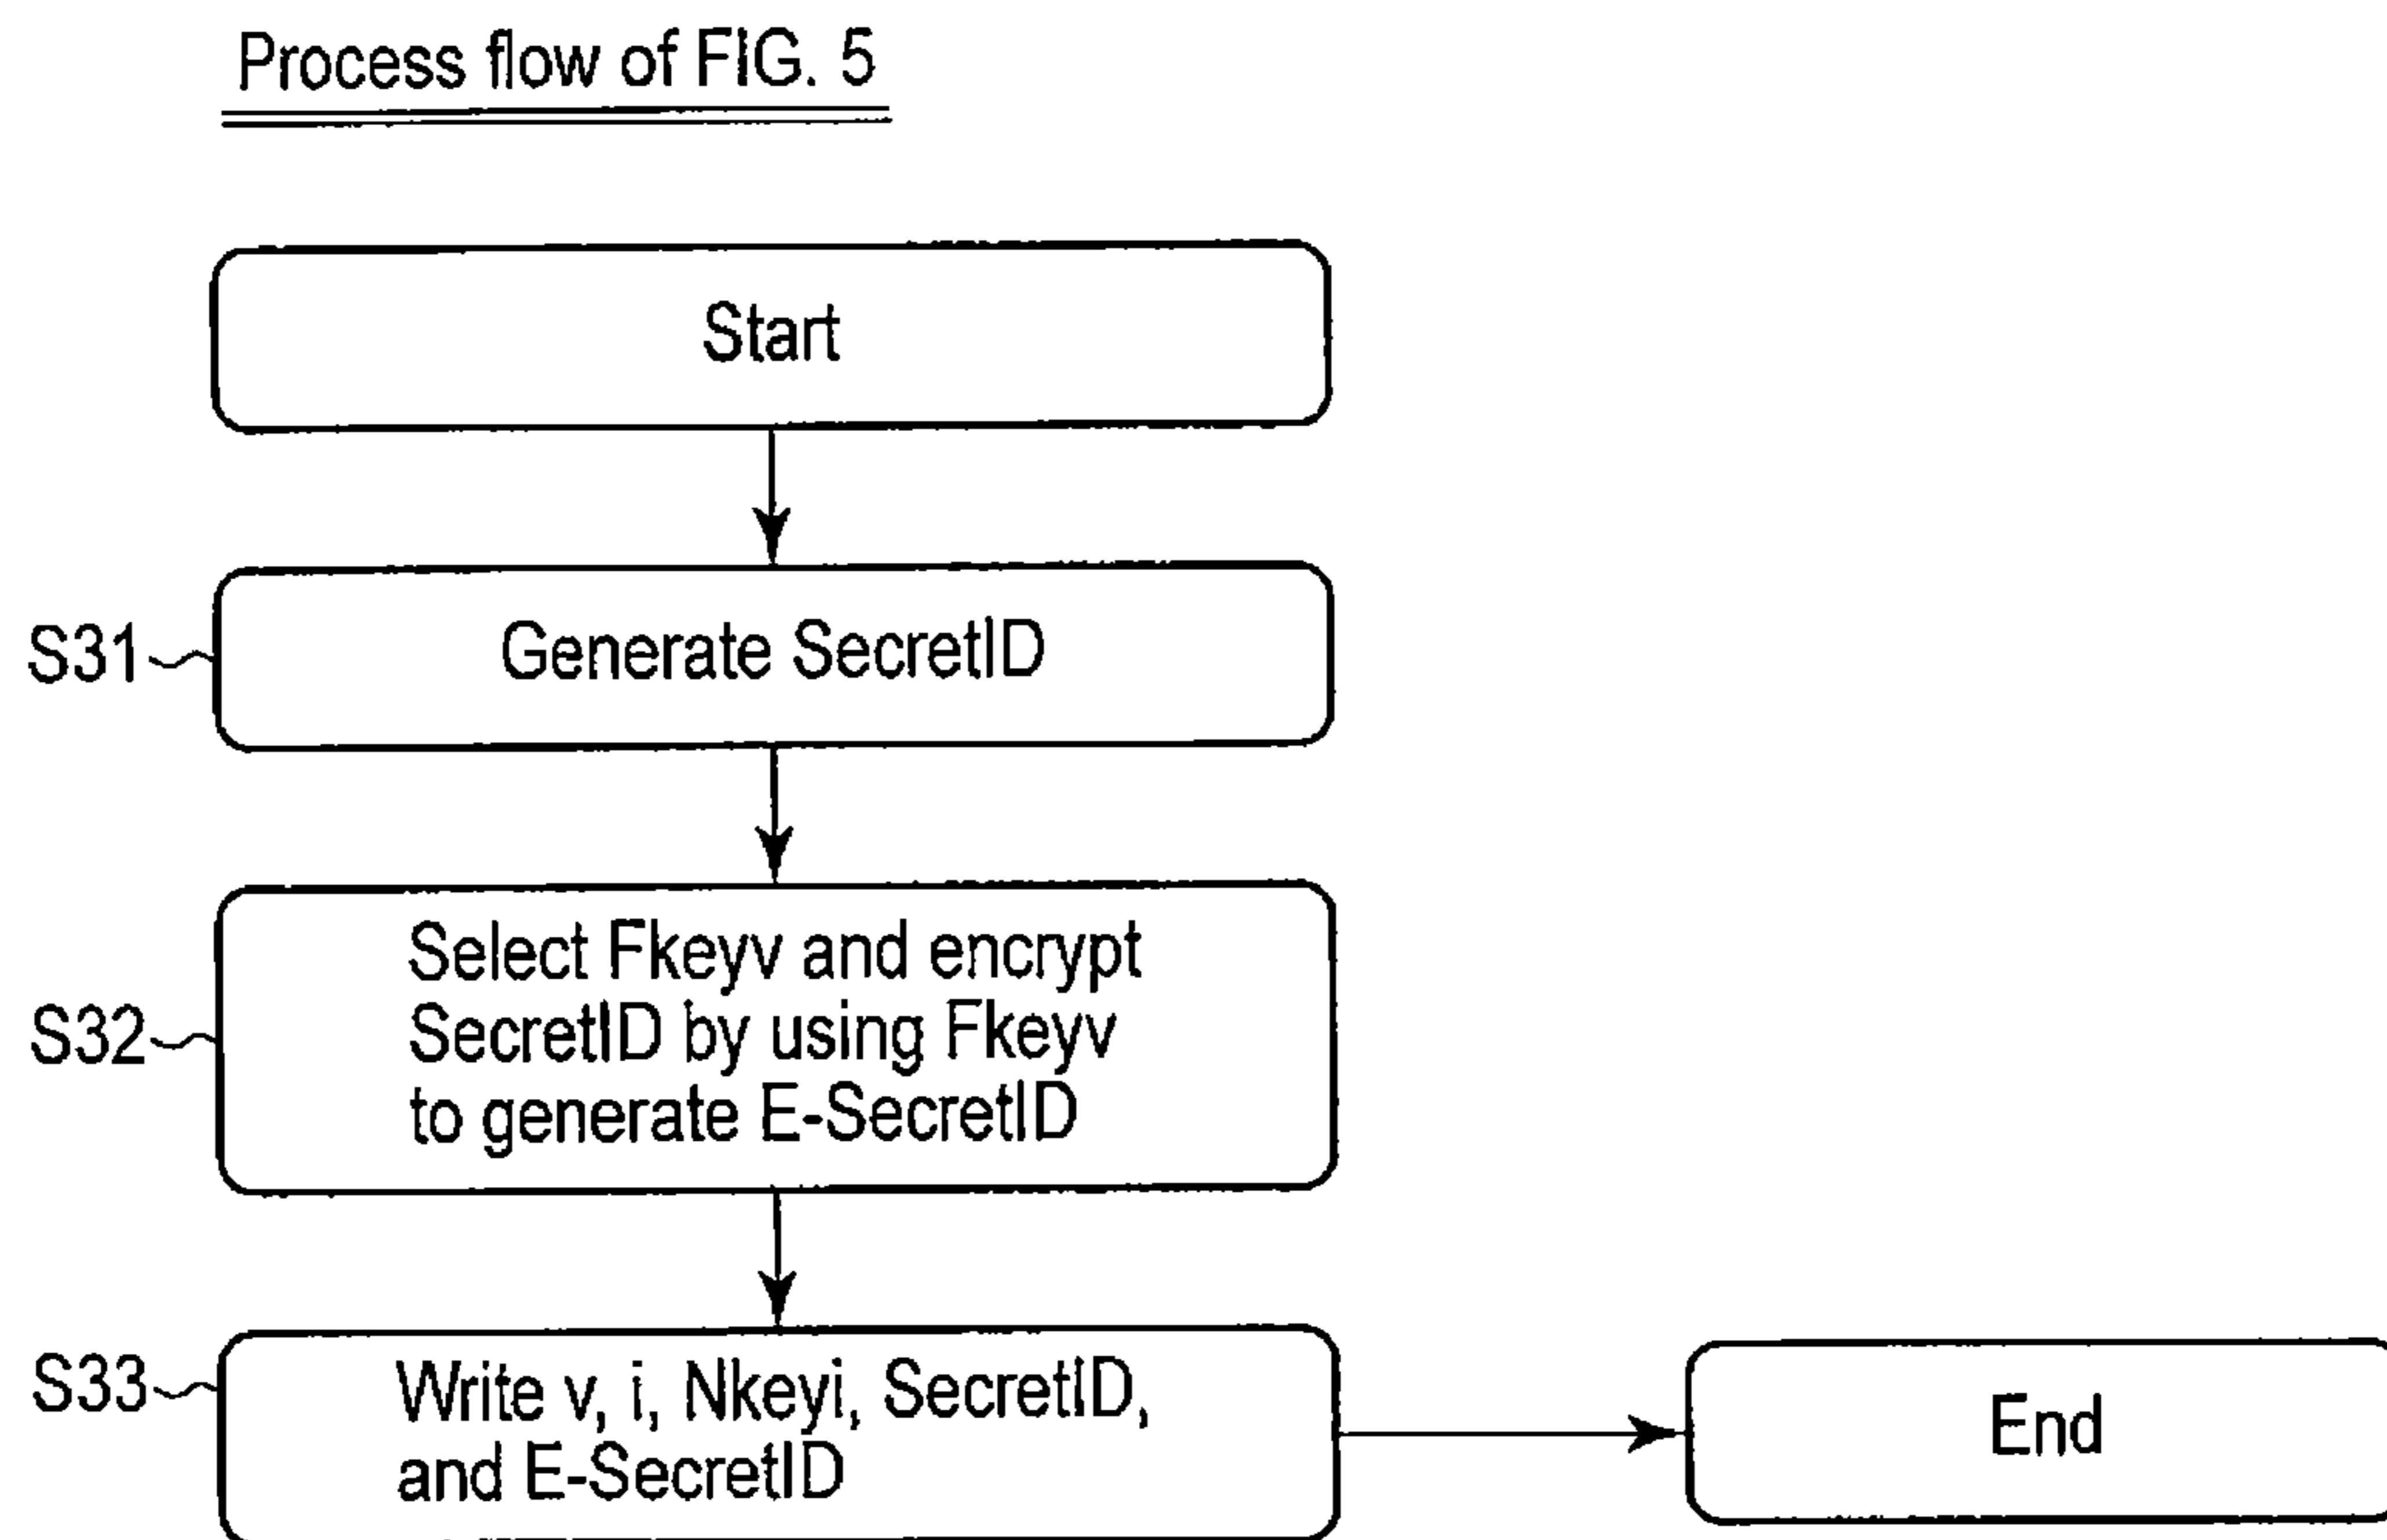 Process flow of FIG. 5
Start
S31
Generate SecretID
S32
Select Fkeyv and encrypt
SecretID by using Fkeyv
to generate E-SecretID
S33
Write v, i, Nkeyi, SecretID,
and E-SecretID
End